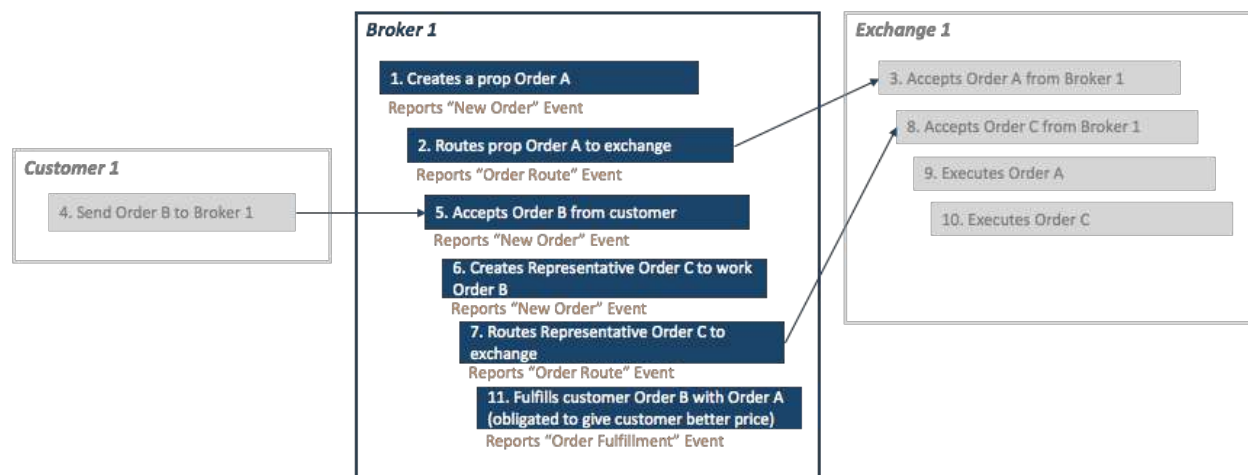 Broker 1
1. Creates a prop Order A
Reports "New Order" Event
2. Routes prop Order A to exchange
Reports "Order Route" Event
5. Accepts Order B from customer
Reports "New Order" Event
6. Creates Representative Order C to work
Order B
Reports "New Order" Event
7. Routes Representative Order C to
exchange
Reports "Order Route" Event
11. Fulfills customer Order B with Order A
(obligated to give customer better price)
Reports "Order Fulfillment" Event
Customer 1
4. Send Order B to Broker 1
Exchange 1
3. Accepts Order A from Broker 1
8. Accepts Order C from Broker 1
9. Executes Order A
10. Executes Order C